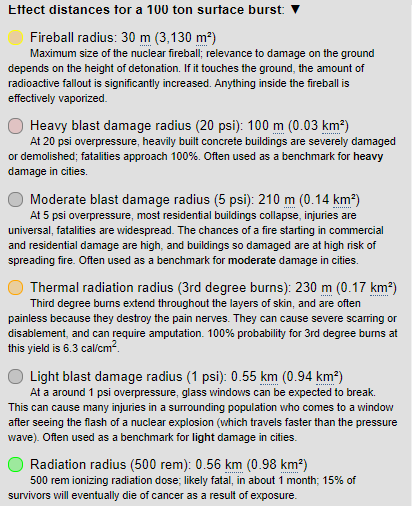 Effect distances for a 100 ton surface burst: ▼
Fireball radius: 30 m (3,130 m²)
Maximum size of the nuclear fireball; relevance to damage on the ground
depends on the height of detonation. If it touches the ground, the amount of
radioactive fallout is significantly increased. Anything inside the fireball is
effectively vaporized.
Heavy blast damage radius (20 psi): 100 m (0.03 km²)
At 20 psi overpressure, heavily built concrete buildings are severely damaged
or demolished; fatalities approach 100%. Often used as a benchmark for heavy
damage in cities.
Moderate blast damage radius (5 psi): 210 m (0.14 km²)
At 5 psi overpressure, most residential buildings collapse, injuries are
universal, fatalities are widespread. The chances of a fire starting in commercial
and residential damage are high, and buildings so damaged are at high risk of
spreading fire. Often used as a benchmark for moderate damage in cities.
Thermal radiation radius (3rd degree burns): 230 m (0.17 km²)
Third degree burns extend throughout the layers of skin, and are often
painless because they destroy the pain nerves. They can cause severe scarring or
disablement, and can require amputation. 100% probability for 3rd degree burns at
this yield is 6.3 cal/cm².
Light blast damage radius (1 psi): 0.55 km (0.94 km²)
At a around 1 psi overpressure, glass windows can be expected to break.
This can cause many injuries in a surrounding population who comes to a window
after seeing the flash of a nuclear explosion (which travels faster than the pressure
wave). Often used as a benchmark for light damage in cities.
Radiation radius (500 rem): 0.56 km (0.98 km²)
500 rem ionizing radiation dose; likely fatal, in about 1 month; 15% of
survivors will eventually die of cancer as a result of exposure.